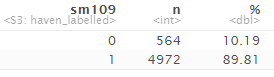 sm109 n %
<S3: haven_labelled> <int> <dbl>
0 564 10.19
1 4972 89.81